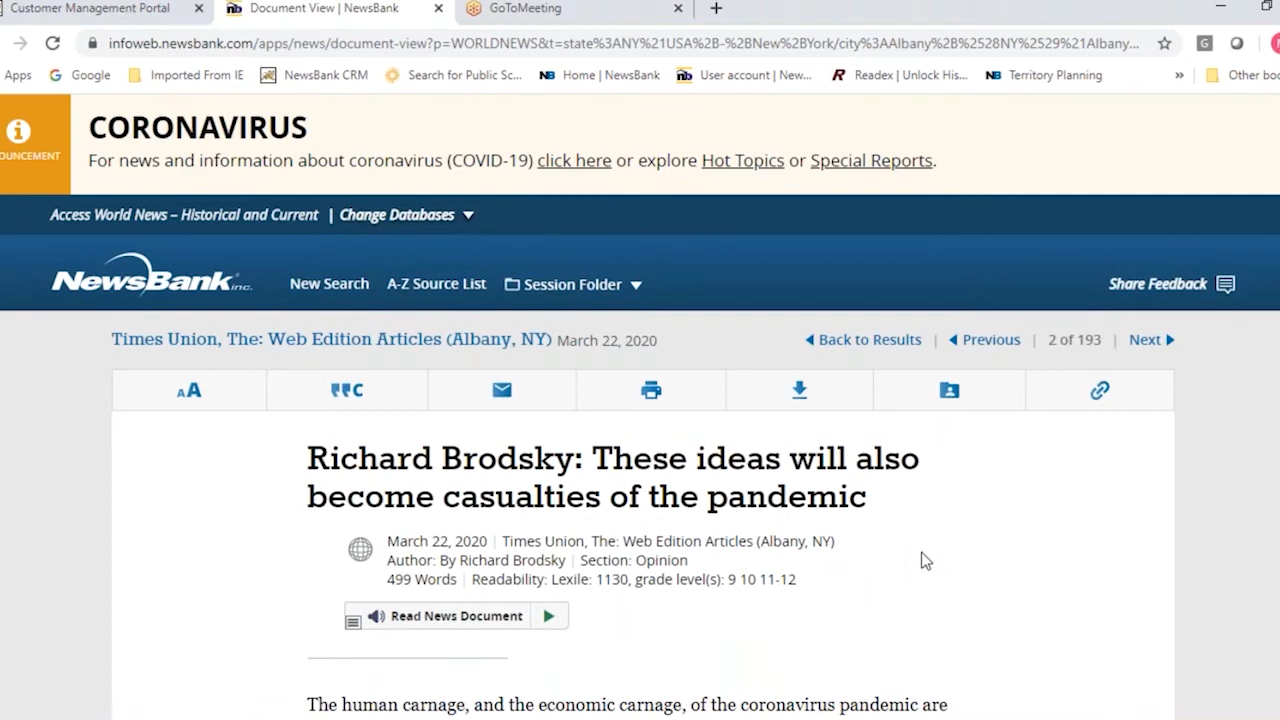 Customer Management Portal
Document View | NewsBank
GoToMeeting
infoweb.newsbank.com/apps/news/document-view?p=WORLDNEWS&t=state%3ANY%21USA%2B-%2BNew%2BYork/city%3AAlbany%2B%2528NY%2529%21Albany...
Apps Google Imported From IE NewsBank CRM Search for Public Sc... NB Home | NewsBank nb User account | New... R Readex | Unlock His... NB Territory Planning » Other boo
CORONAVIRUS
OUNCEMENT
For news and information about coronavirus (COVID-19) click here or explore Hot Topics or Special Reports.
Access World News – Historical and Current | Change Databases
NewsBank inc. New Search A-Z Source List Session Folder Share Feedback
Times Union, The: Web Edition Articles (Albany, NY) March 22, 2020 Back to Results | Previous | 2 of 193 | Next
AA C
Richard Brodsky: These ideas will also
become casualties of the pandemic
March 22, 2020 | Times Union, The: Web Edition Articles (Albany, NY)
Author: By Richard Brodsky | Section: Opinion
499 Words | Readability: Lexile: 1130, grade level(s): 9 10 11-12
Read News Document
The human carnage, and the economic carnage, of the coronavirus pandemic are